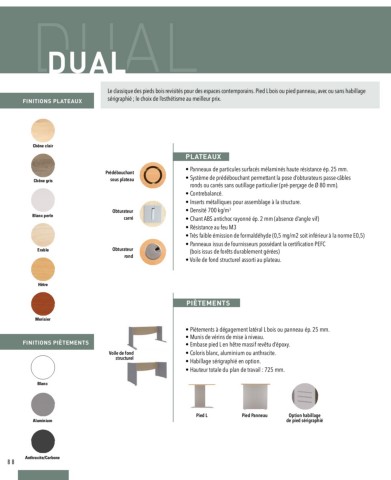 DUAL
DUAL
Le classique des pieds bois revisités pour des espaces contemporains. Pied L bois ou pied panneau, avec ou sans habillage
sérigraphié ; le choix de l'esthétisme au meilleur prix.
FINITIONS PLATEAUX
Chêne clair
Chêne gris
Blanc perle
Erable
Hêtre
Merisier
FINITIONS PIÈTEMENTS
Blanc
Aluminium
Anthracite/Carbone
Prédébouchant
sous plateau
Obturateur
carré
Obturateur
rond
PLATEAUX
• Panneaux de particules surfacés mélaminés haute résistance ép. 25 mm.
• Système de prédébouchant permettant la pose d'obturateurs passe-câbles
ronds ou carrés sans outillage particulier (pré-perçage de Ø 80 mm).
• Contrebalancé.
• Inserts métalliques pour assemblage à la structure.
• Densité 700 kg/m³
• Chant ABS antichoc rayonné ép. 2 mm (absence d'angle vif)
• Résistance au feu M3
• Très faible émission de formaldéhyde (0,5 mg/m2 soit inférieur à la norme E0,5)
• Panneaux issus de fournisseurs possédant la certification PEFC
(bois issus de forêts durablement gérées)
• Voile de fond structurel assorti au plateau.
PIÈTEMENTS
Voile de fond
structurel
• Piètements à dégagement latéral L bois ou panneau ép. 25 mm.
• Munis de vérins de mise à niveau.
• Embase pied L en hêtre massif revêtu d'époxy.
• Coloris blanc, aluminium ou anthracite.
• Habillage sérigraphié en option.
• Hauteur totale du plan de travail : 725 mm.
Pied L
Pied Panneau
Option habillage
de pied sérigraphié